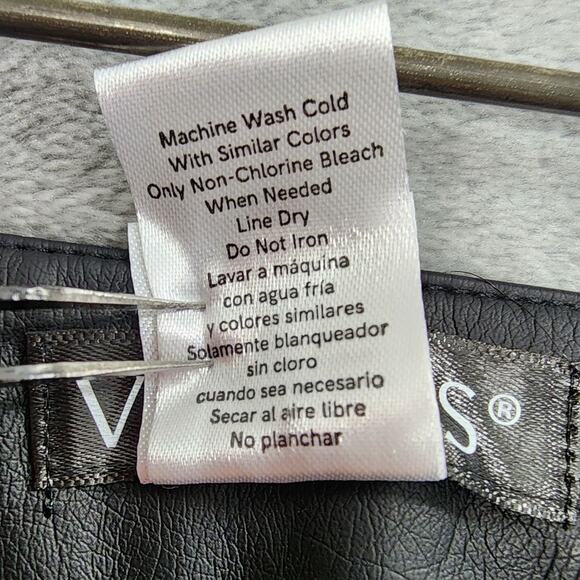 Machine Wash Cold
With Similar Colors
Only Non-Chlorine Bleach
When Needed
Line Dry
Do Not Iron
Lavar a máquina
con agua fría
y colores similares
Solamente blanqueador
sin cloro
cuando sea necesario
Secar al aire libre
No planchar